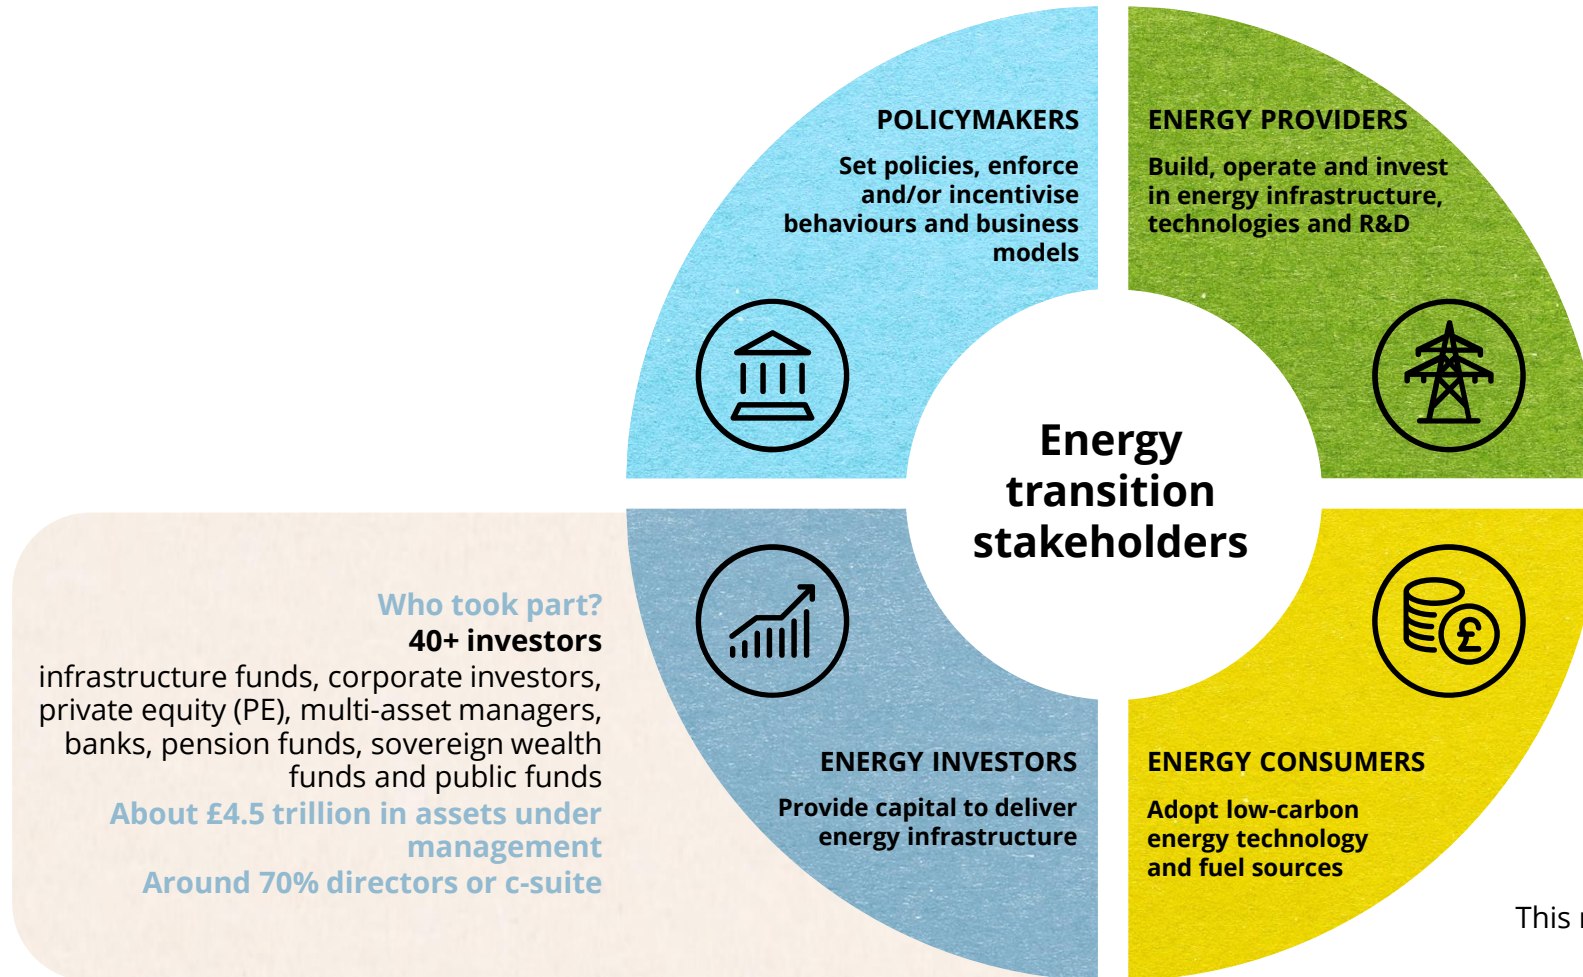 POLICYMAKERS
Set policies, enforce
and/or incentivise
behaviours and business
models
ENERGY PROVIDERS
Build, operate and invest
in energy infrastructure,
technologies and R&D
Energy
transition
stakeholders
Who took part?
40+ investors
infrastructure funds, corporate investors,
private equity (PE), multi-asset managers,
banks, pension funds, sovereign wealth
funds and public funds
About £4.5 trillion in assets under
management
Around 70% directors or c-suite
ENERGY INVESTORS
Provide capital to deliver
energy infrastructure
£
ENERGY CONSUMERS
Adopt low-carbon
energy technology
and fuel sources
This